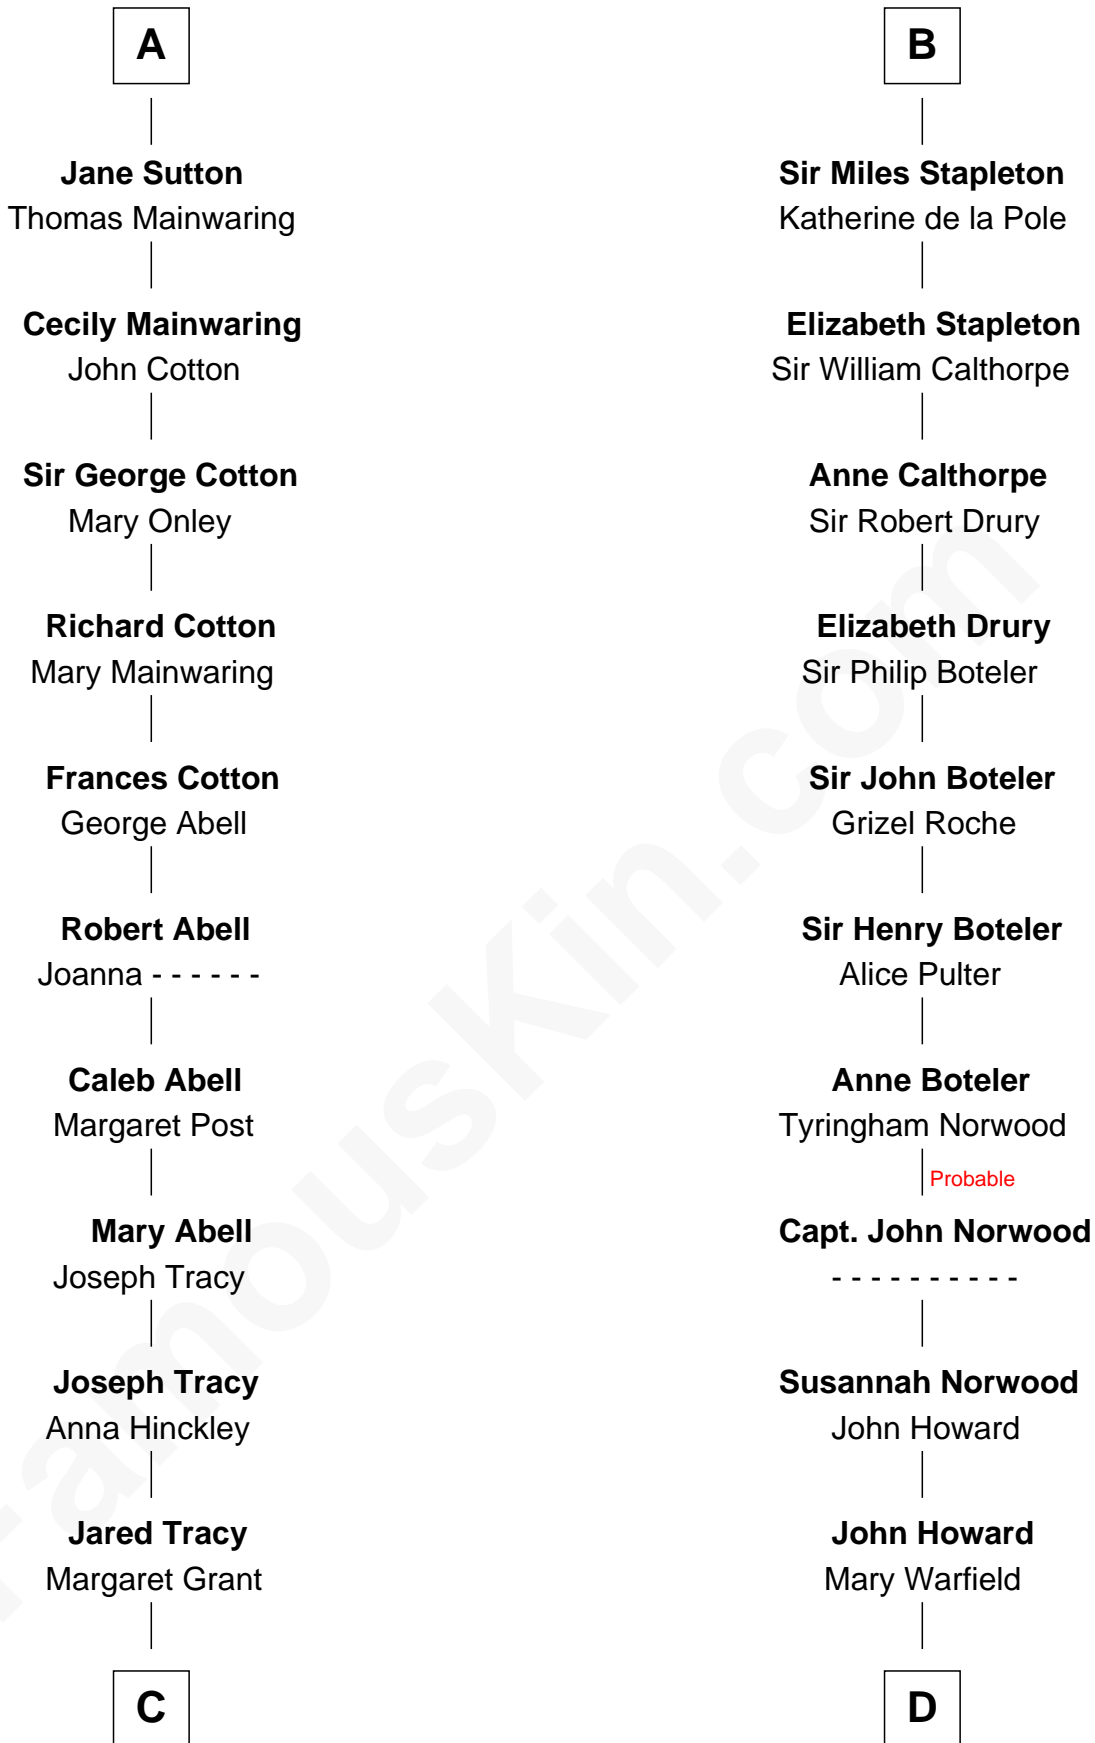 A
Jane Sutton
Thomas Mainwaring
Cecily Mainwaring
John Cotton
Sir George Cotton
Mary Onley
Richard Cotton
Mary Mainwaring
Frances Cotton
George Abell
Robert Abell
Joanna - - - - - -
Caleb Abell
Margaret Post
Mary Abell
Joseph Tracy
Joseph Tracy
Anna Hinckley
Jared Tracy
Margaret Grant
C
B
Sir Miles Stapleton
Katherine de la Pole
Elizabeth Stapleton
Sir William Calthorpe
Anne Calthorpe
Sir Robert Drury
Elizabeth Drury
Sir Philip Boteler
Sir John Boteler
Grizel Roche
Sir Henry Boteler
Alice Pulter
Anne Boteler
Tyringham Norwood
Probable
Capt. John Norwood
- - - - - - - - - -
Susannah Norwood
John Howard
John Howard
Mary Warfield
D
FamousKin.com